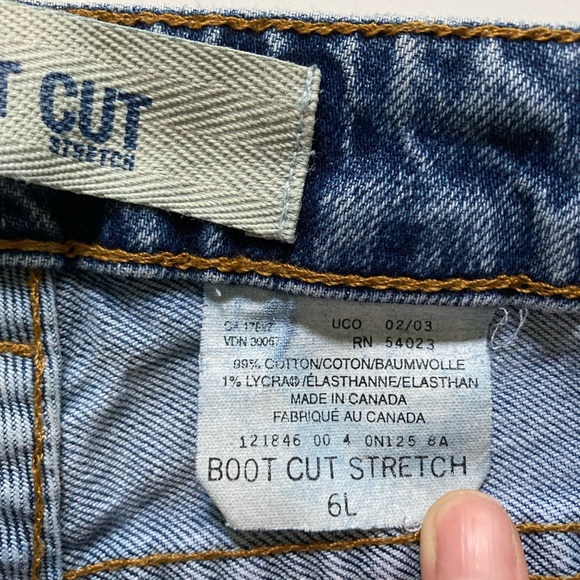 T CUT
STRETCH
UCO 02/03
VDN 30067 RN 54023
99% COTTON/COTON/BAUMWOLLE
1% LYCRA®/ÉLASTHANNE/ELASTHAN
MADE IN CANADA
FABRIQUÉ AU CANADA
121846 00 4 0N125 8A
BOOT CUT STRETCH
6L